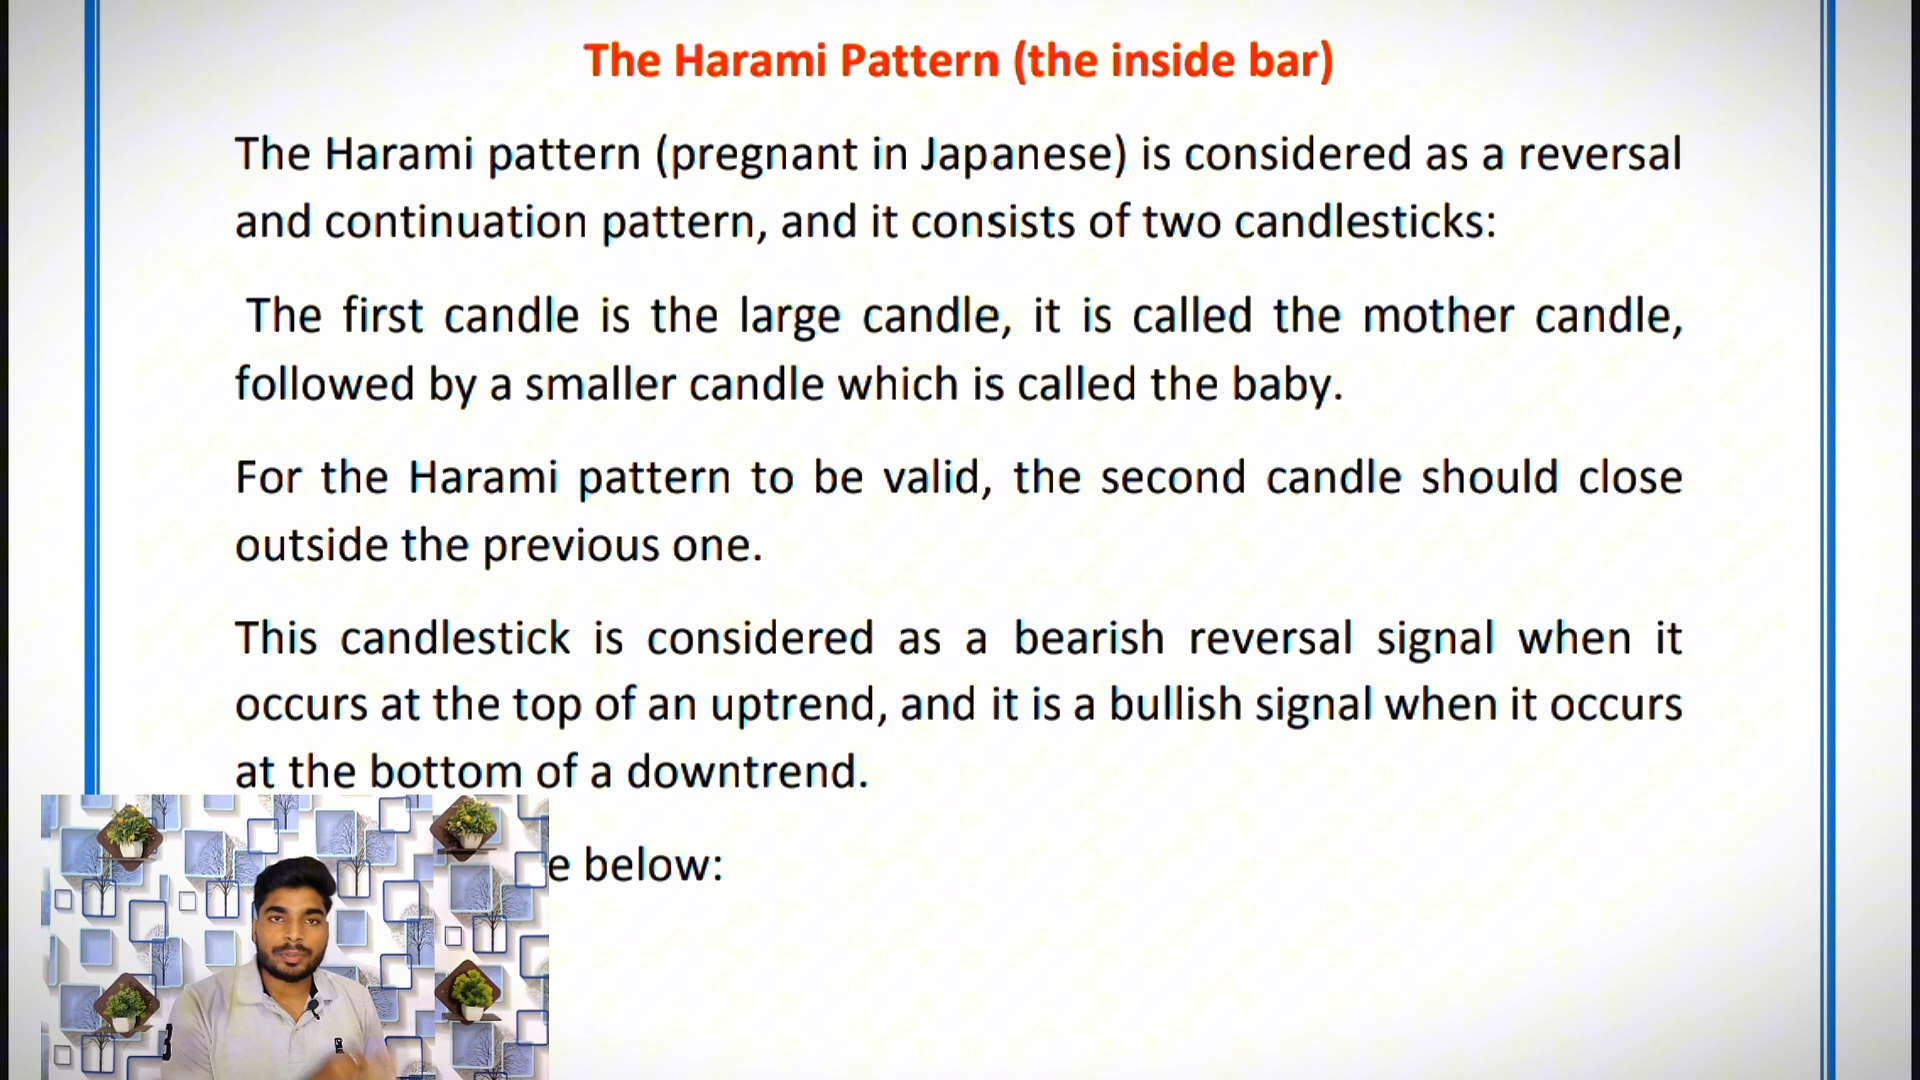 The Harami Pattern (the inside bar)
The Harami pattern (pregnant in Japanese) is considered as a reversal
and continuation pattern, and it consists of two candlesticks:
The first candle is the large candle, it is called the mother candle,
followed by a smaller candle which is called the baby.
For the Harami pattern to be valid, the second candle should close
outside the previous one.
This candlestick is considered as a bearish reversal signal when it
occurs at the top of an uptrend, and it is a bullish signal when it occurs
at the bottom of a downtrend.
below: